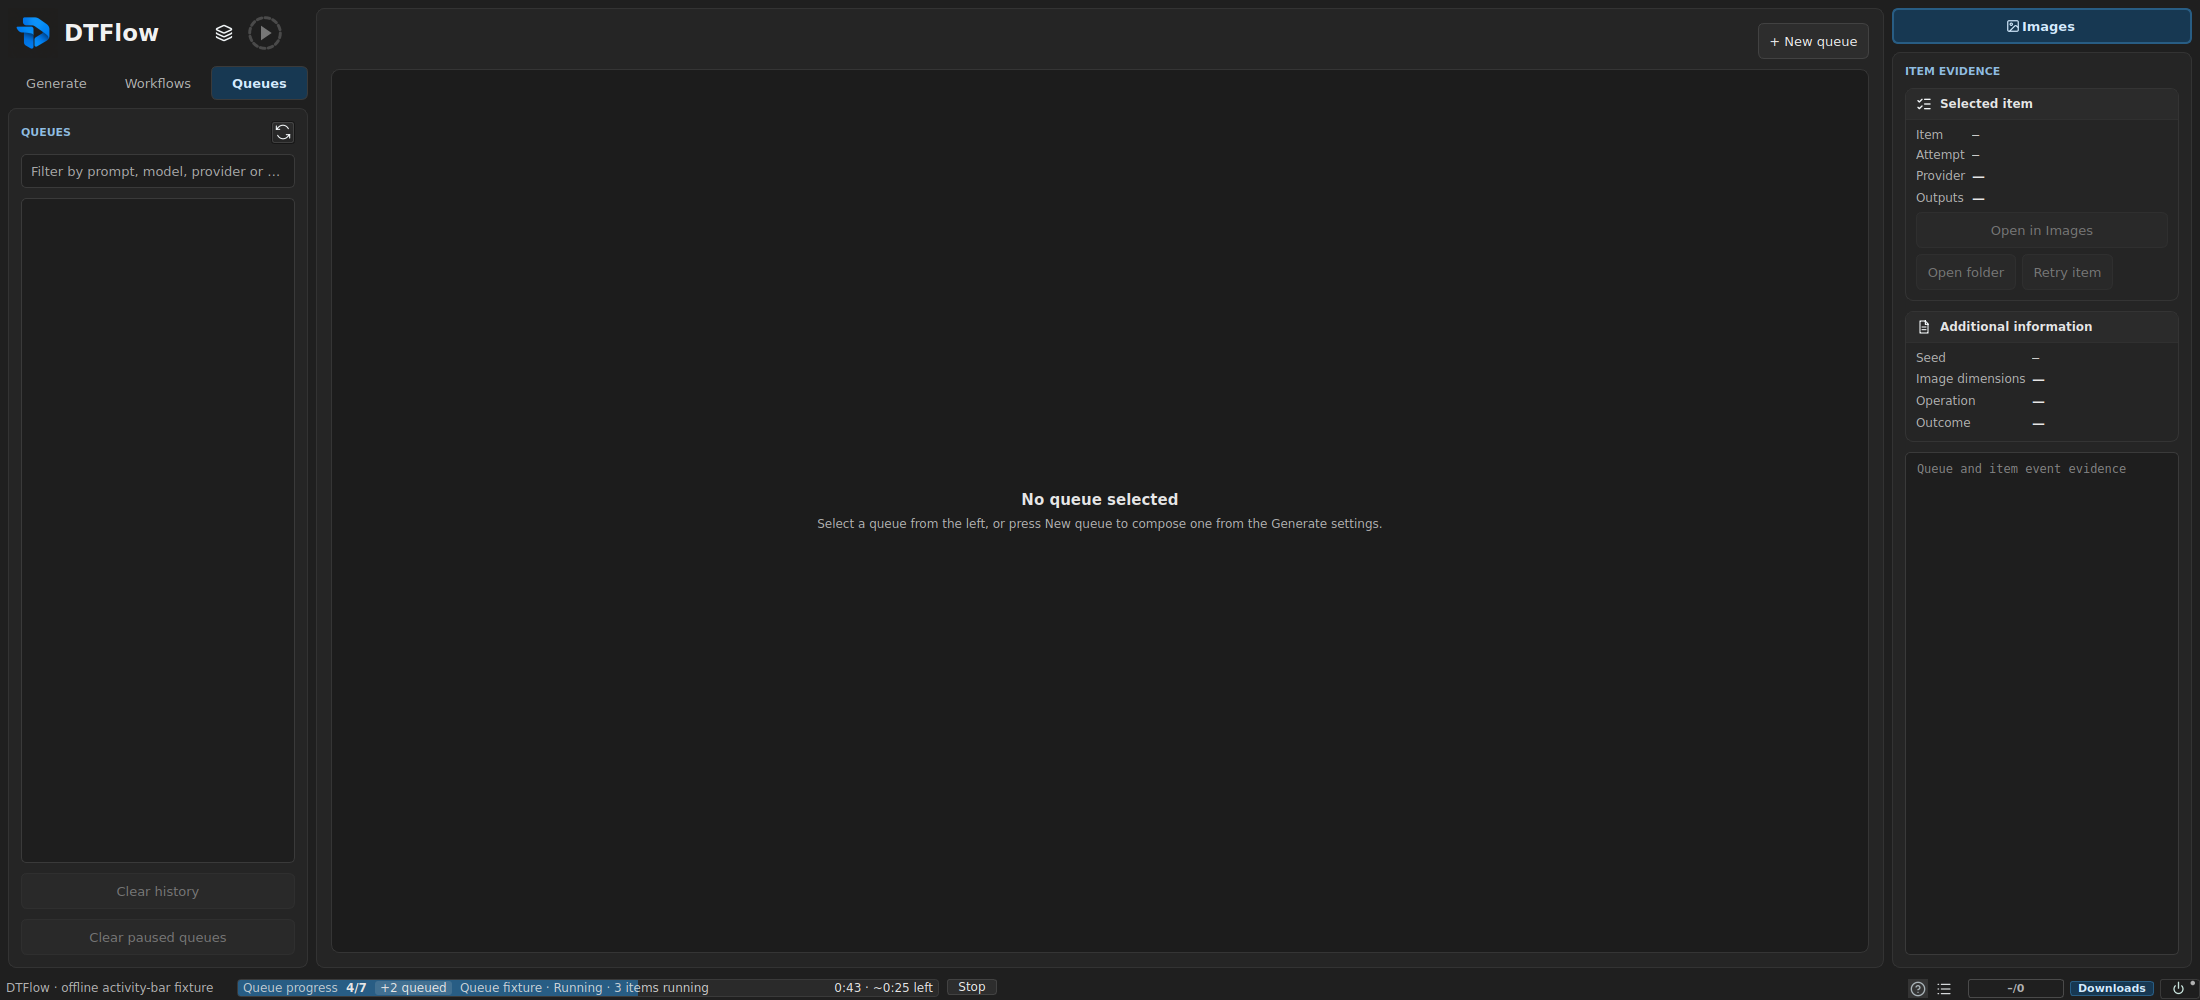 DTFlow
Generate
Workflows
Queues
QUEUES
Filter by prompt, model, provider or ...
Clear history
Clear paused queues
+ New queue
No queue selected
Select a queue from the left, or press New queue to compose one from the Generate settings.
Images
ITEM EVIDENCE
Selected item
Item –
Attempt –
Provider —
Outputs —
Open in Images
Open folder
Retry item
Additional information
Seed –
Image dimensions —
Operation —
Outcome —
Queue and item event evidence
DTFlow · offline activity-bar fixture
Queue progress 4/7 +2 queued Queue fixture · Running · 3 items running 0:43 · ~0:25 left
Stop
–/0
Downloads